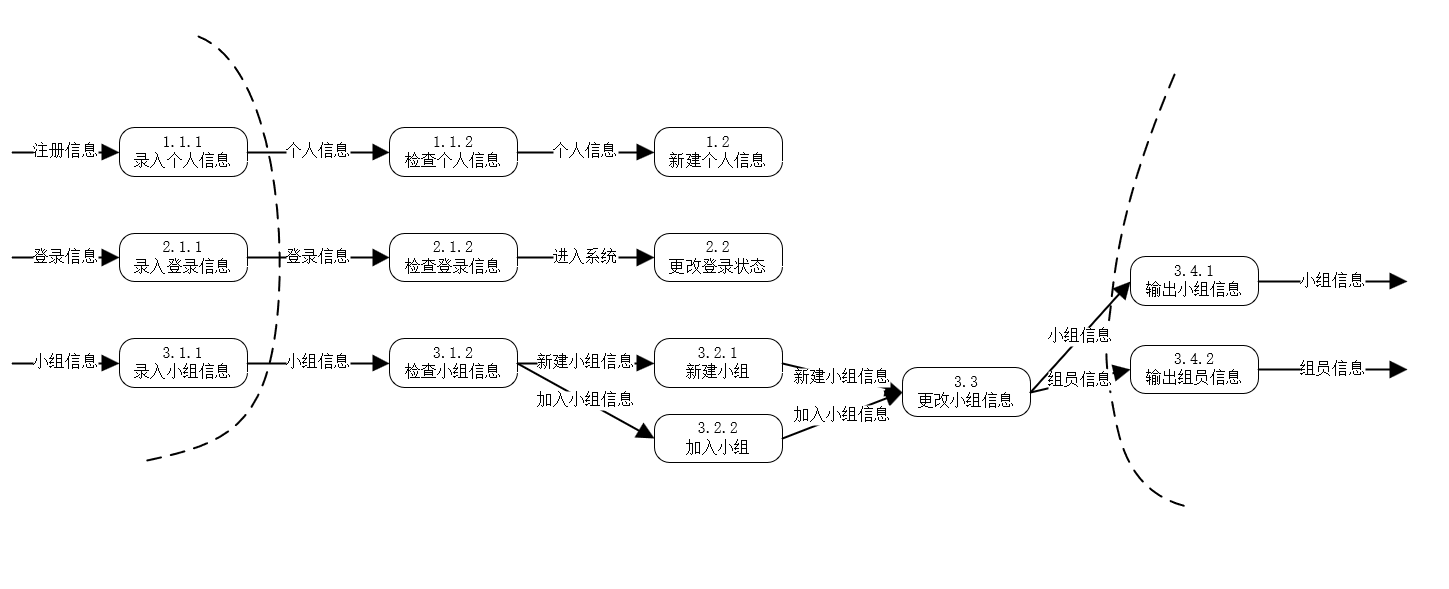 注册信息
1.1.1
录入个人信息
个人信息
1.1.2
检查个人信息
个人信息
1.2
新建个人信息
登录信息
2.1.1
录入登录信息
登录信息
2.1.2
检查登录信息
进入系统
2.2
更改登录状态
小组信息
3.1.1
录入小组信息
小组信息
3.1.2
检查小组信息
新建小组信息
3.2.1
新建小组
加入小组信息
3.2.2
加入小组
新建小组信息
加入小组信息
3.3
更改小组信息
小组信息
3.4.1
输出小组信息
小组信息
组员信息
3.4.2
输出组员信息
组员信息